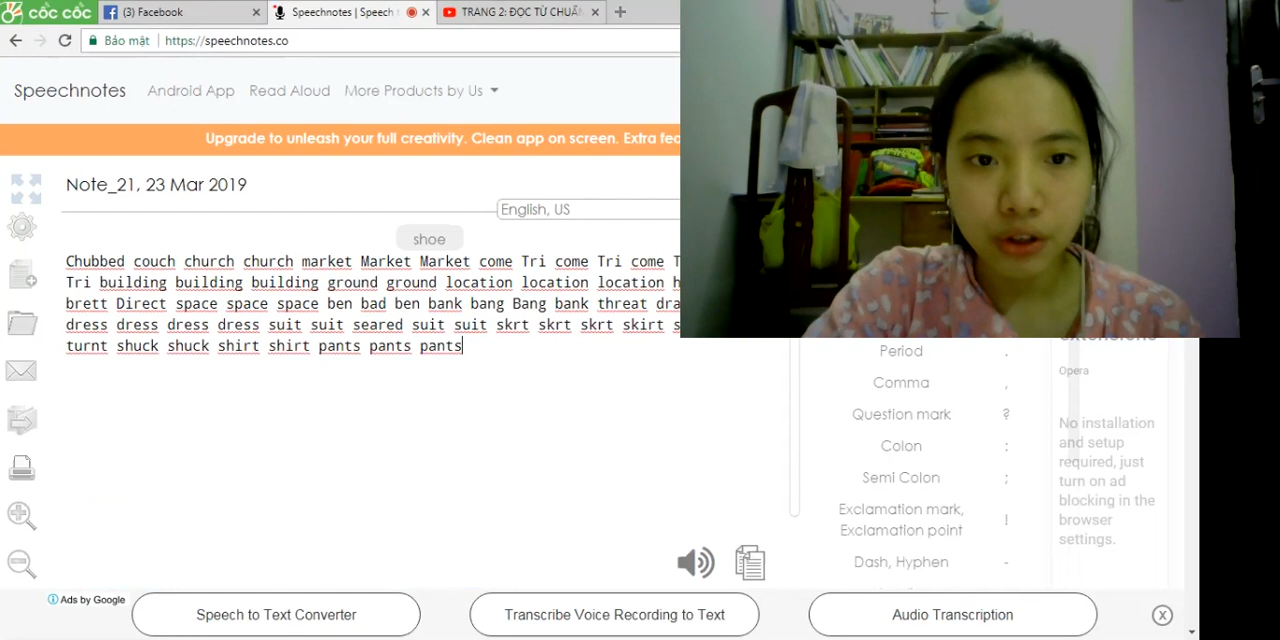 cốc cốc
(3) Facebook
Speechnotes | Speech
TRANG 2: ĐỌC TỪ CHUẨ
Bảo mật
https://speechnotes.co
Speechnotes
Android App
Read Aloud
More Products by Us
Upgrade to unleash your full creativity. Clean app on screen. Extra fea
Note_21, 23 Mar 2019
English, US
shoe
Chubbed couch church church market Market Market come Tri come Tri come T
Tri building building building ground ground location location location h
brett Direct space space space ben bad ben bank bang Bang bank threat dra
dress dress dress dress suit suit seared suit suit skrt skrt skrt skirt s
turnt shuck shuck shirt shirt pants pants pants
Period .
Comma ,
Question mark ?
Colon :
Semi Colon ;
Exclamation mark, !
Exclamation point
Dash, Hyphen -
Opera
No installation
and setup
required, just
turn on ad
blocking in the
browser
settings.
Ads by Google
Speech to Text Converter
Transcribe Voice Recording to Text
Audio Transcription